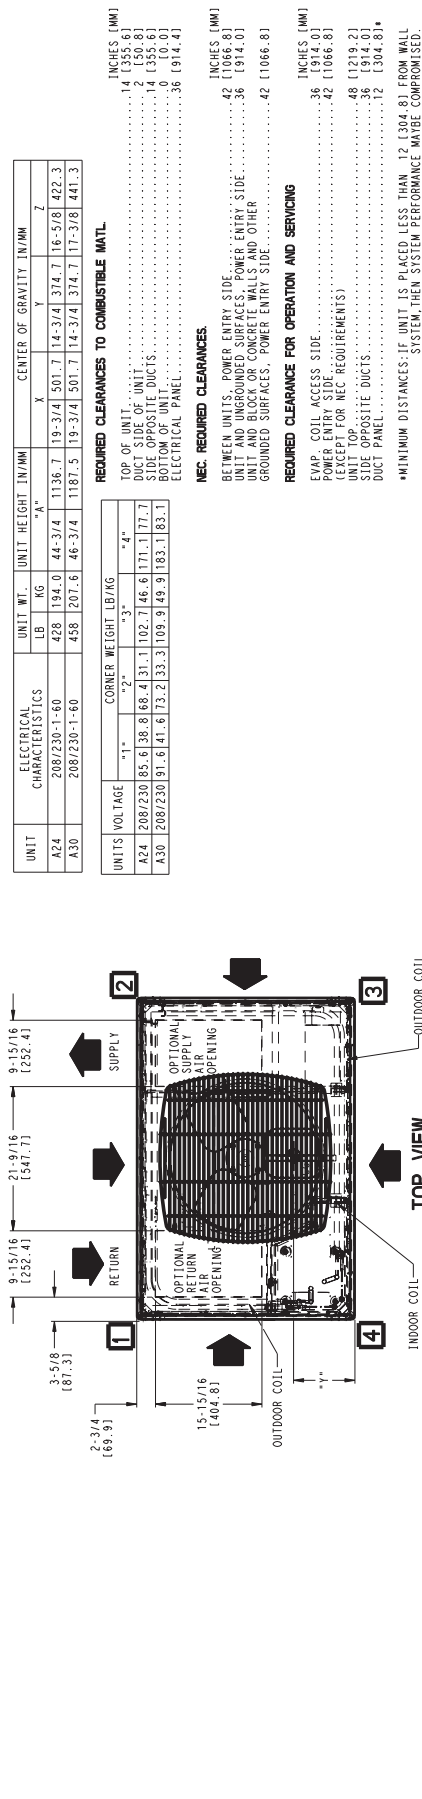 UNIT ELECTRICAL CHARACTERISTICS UNIT WT. UNIT HEIGHT IN/MM CENTER OF GRAVITY IN/MM
LB KG "A" X Y Z
A24 208/230-1-60 428 194.0 44-3/4 1136.7 19-3/4 501.7 14-3/4 374.7 16-5/8 422.3
A30 208/230-1-60 458 207.6 46-3/4 1187.5 19-3/4 501.7 14-3/4 374.7 17-3/8 441.3
UNITS VOLTAGE CORNER WEIGHT LB/KG
"1" "2" "3" "4"
A24 208/230 85.6 38.8 68.4 31.1 102.7 46.6 171.1 77.7
A30 208/230 91.6 41.6 73.2 33.3 109.9 49.9 183.1 83.1
REQUIRED CLEARANCES TO COMBUSTIBLE MATL.
INCHES [MM]
TOP OF UNIT...14 [355.6]
DUCT SIDE OF UNIT...2 [50.8]
SIDE OPPOSITE DUCTS...14 [355.6]
BOTTOM OF UNIT...0 [0.0]
ELECTRICAL PANEL...36 [914.4]
NEC. REQUIRED CLEARANCES.
INCHES [MM]
BETWEEN UNITS, POWER ENTRY SIDE...42 [1066.8]
UNIT AND UNGROUNDED SURFACES, POWER ENTRY SIDE...36 [914.0]
UNIT AND BLOCK OR CONCRETE WALLS AND OTHER
GROUNDED SURFACES, POWER ENTRY SIDE...42 [1066.8]
REQUIRED CLEARANCE FOR OPERATION AND SERVICING
INCHES [MM]
EVAP. COIL ACCESS SIDE...36 [914.0]
POWER ENTRY SIDE...42 [1066.8]
(EXCEPT FOR NEC REQUIREMENTS)
UNIT TOP...48 [1219.2]
SIDE OPPOSITE DUCTS...36 [914.0]
DUCT PANEL...12 [304.8]*
*MINIMUM DISTANCES: IF UNIT IS PLACED LESS THAN 12 [304.8] FROM WALL
SYSTEM, THEN SYSTEM PERFORMANCE MAYBE COMPROMISED.
3-5/8
[87.3]
9-15/16
[252.4]
21-9/16
[547.7]
9-15/16
[252.4]
2-3/4
[69.9]
15-15/16
[404.8]
RETURN
SUPPLY
1
2
OPTIONAL
RETURN
AIR
OPENING
OPTIONAL
SUPPLY
AIR
OPENING
OUTDOOR COIL
"Y"
4
3
INDOOR COIL
TOP VIEW
OUTDOOR COIL